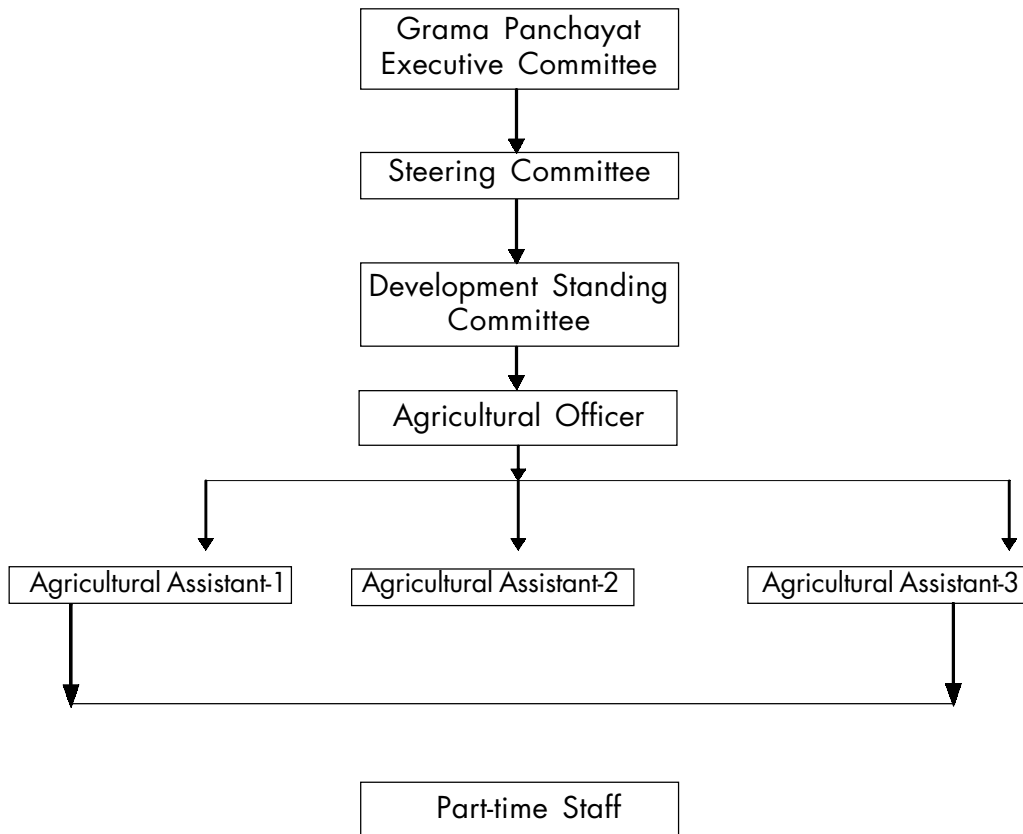 Grama Panchayat
Executive Committee
Steering Committee
Development Standing
Committee
Agricultural Officer
Agricultural Assistant-1
Agricultural Assistant-2
Agricultural Assistant-3
Part-time Staff